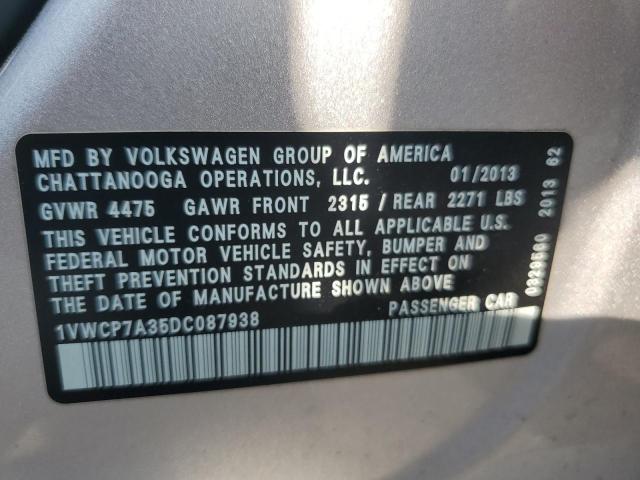 MFD BY VOLKSWAGEN GROUP OF AMERICA
CHATTANOOGA OPERATIONS, LLC. 01/2013
GVWR 4475 GAWR FRONT 2315 / REAR 2271 LBS
THIS VEHICLE CONFORMS TO ALL APPLICABLE U.S.
FEDERAL MOTOR VEHICLE SAFETY, BUMPER AND
THEFT PREVENTION STANDARDS IN EFFECT ON
THE DATE OF MANUFACTURE SHOWN ABOVE
PASSENGER CAR
1VWCP7A35DC087938
2013 62